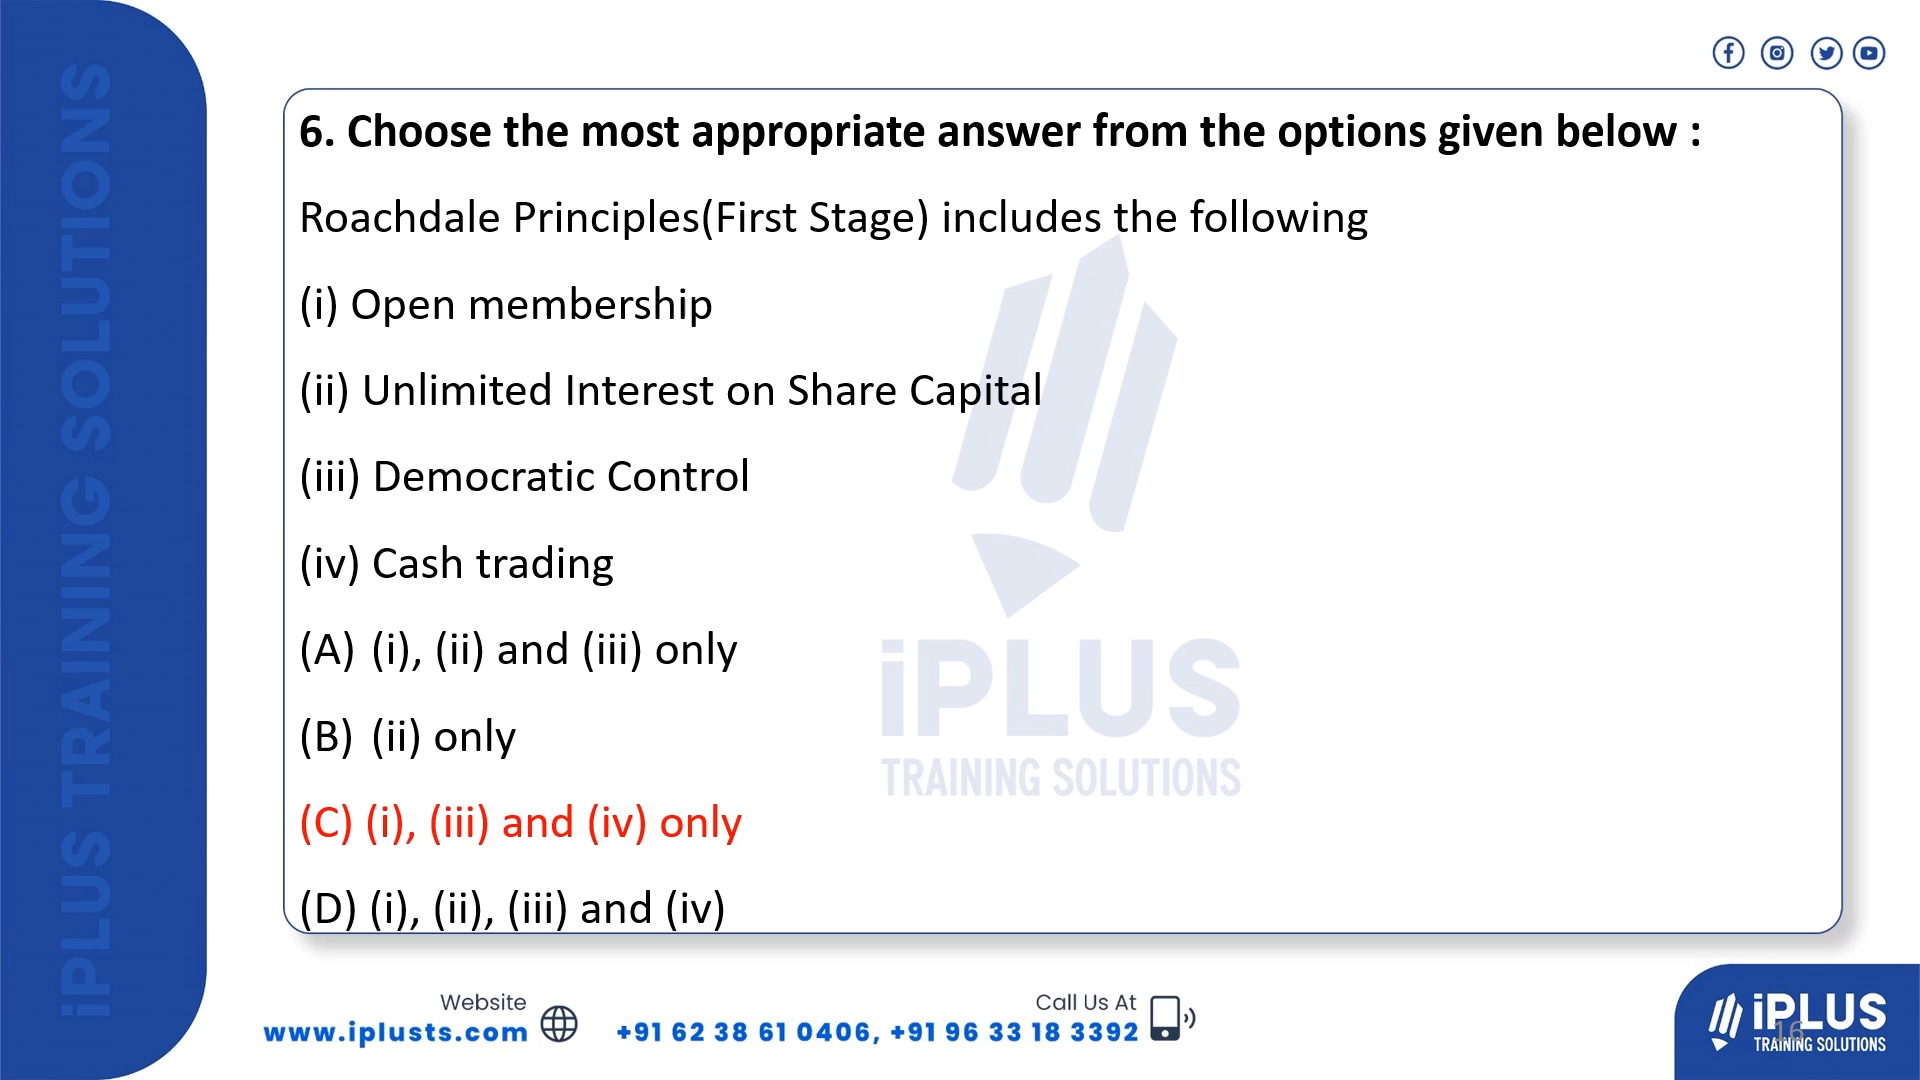 iPLUS TRAINING SOLUTIONS
6. Choose the most appropriate answer from the options given below :
Roachdale Principles(First Stage) includes the following
(i) Open membership
(ii) Unlimited Interest on Share Capital
(iii) Democratic Control
(iv) Cash trading
(A) (i), (ii) and (iii) only
(B) (ii) only
(C) (i), (iii) and (iv) only
(D) (i), (ii), (iii) and (iv)
iPLUS
TRAINING SOLUTIONS
Website
www.iplusts.com
Call Us At
+91 62 38 61 0406, +91 96 33 18 3392
iPLUS
16
TRAINING SOLUTIONS